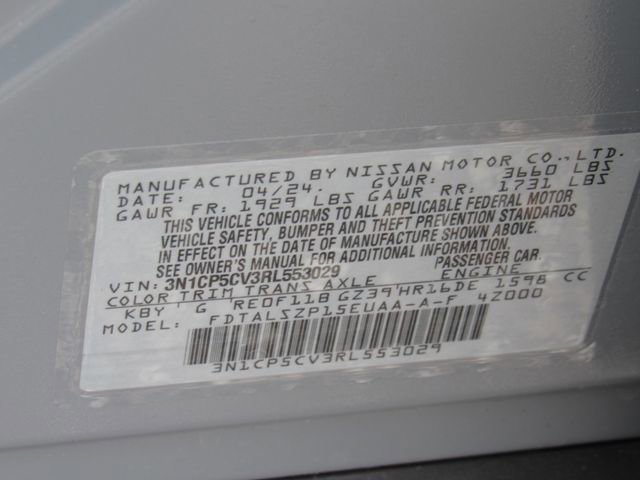 MANUFACTURED BY NISSAN MOTOR CO., LTD.
DATE: 04/24. GVWR: 3660 LBS
GAWR FR: 1929 LBS GAWR RR: 1731 LBS
THIS VEHICLE CONFORMS TO ALL APPLICABLE FEDERAL MOTOR
VEHICLE SAFETY, BUMPER AND THEFT PREVENTION STANDARDS
IN EFFECT ON THE DATE OF MANUFACTURE SHOWN ABOVE.
SEE OWNER'S MANUAL FOR ADDITIONAL INFORMATION.
VIN: 3N1CP5CV3RL553029 PASSENGER CAR.
COLOR TRIM TRANS AXLE ENGINE
KBY G RE0F11B GZ39 HR16DE 1598 CC
FDTALSZP15EUAA-A-F 4Z000
3N1CP5CV3RL553029